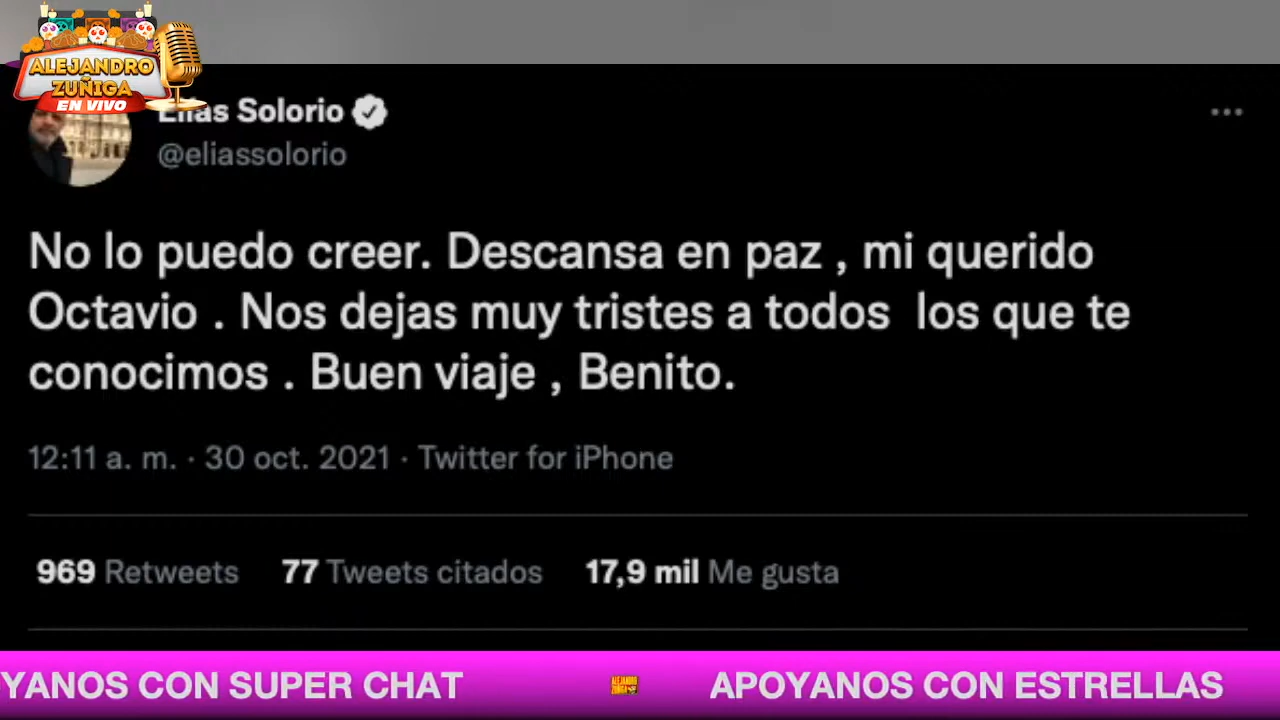 ALEJANDRO
ZUÑIGA
EN VIVO
Elías Solorio
@eliassolorio
No lo puedo creer. Descansa en paz , mi querido
Octavio . Nos dejas muy tristes a todos  los que te
conocimos . Buen viaje , Benito.
12:11 a. m. · 30 oct. 2021 · Twitter for iPhone
969 Retweets 77 Tweets citados 17,9 mil Me gusta
YANOS CON SUPER CHAT ALEJANDRO ZUÑIGA APOYANOS CON ESTRELLAS